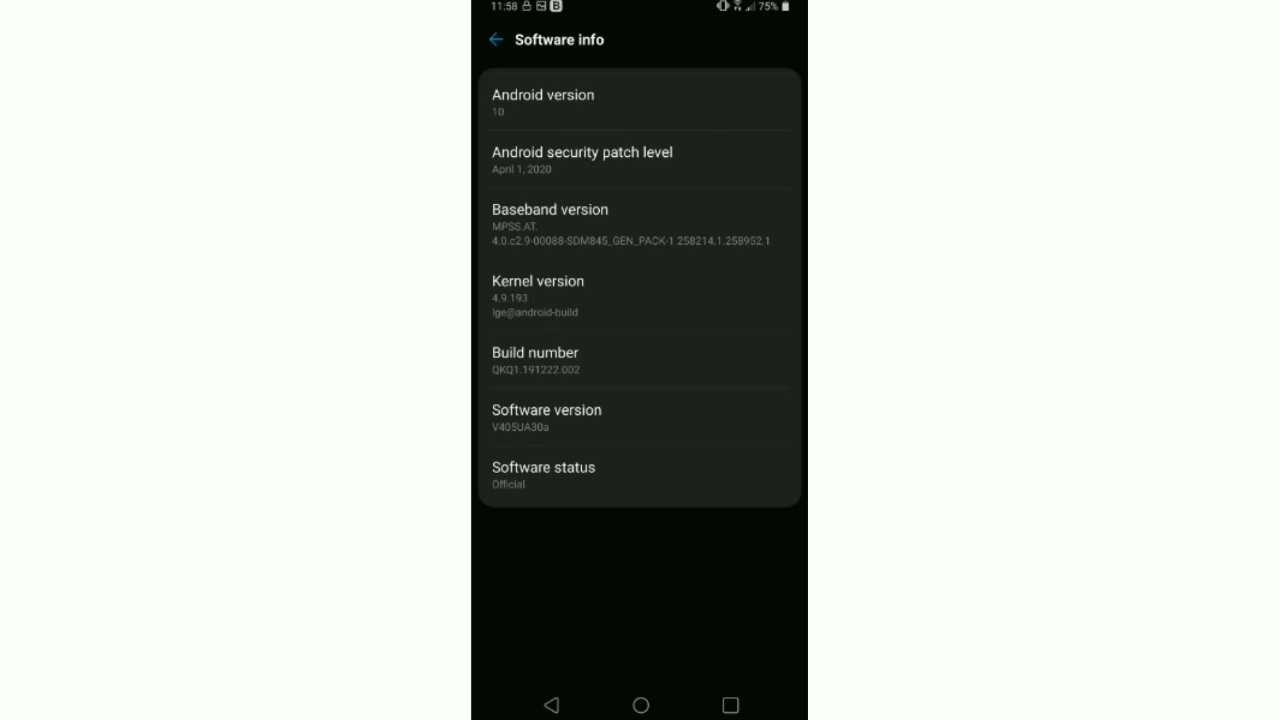 11:58 B 75%
Software info
Android version
10
Android security patch level
April 1, 2020
Baseband version
MPSS.AT.
4.0.c2.9-00088-SDM845_GEN_PACK-1.258214.1.258952.1
Kernel version
4.9.193
lge@android-build
Build number
QKQ1.191222.002
Software version
V405UA30a
Software status
Official